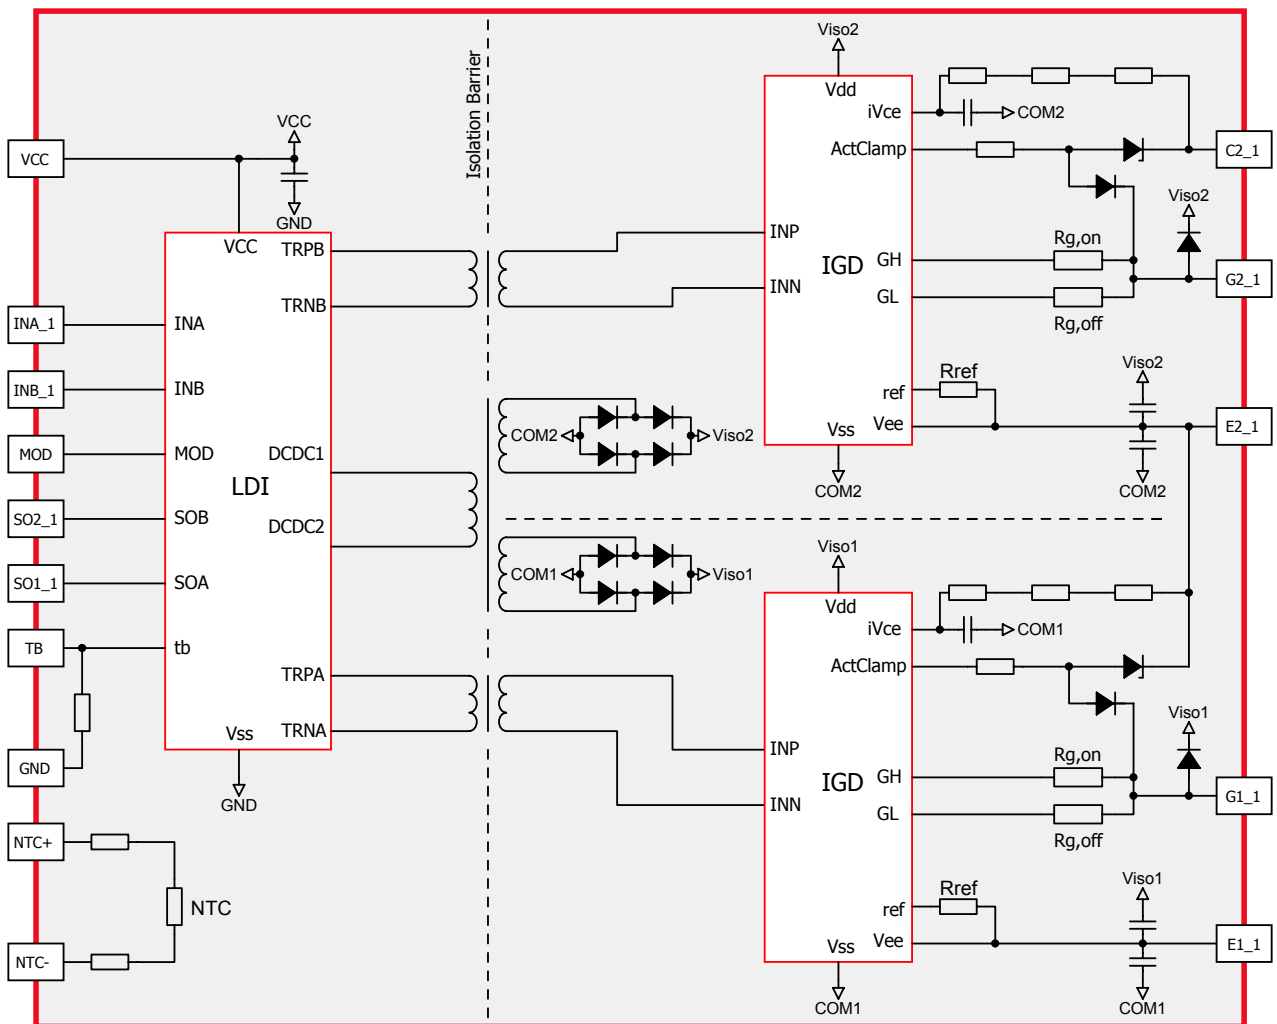 Viso2
Isolation Barrier
Vdd
iVce
COM2
VCC
VCC
ActClamp
C2_1
Viso2
GND
VCC
TRPB
INP
Rg,on
IGD
GH
G2_1
INN
TRNB
GL
INA_1
INA
Rg,off
Viso2
Rref
INB_1
INB
ref
Vee
E2_1
COM2
Viso2
Vss
MOD
MOD
DCDC1
LDI
COM2
COM2
SO2_1
SOB
DCDC2
Viso1
COM1
Viso1
SO1_1
SOA
Vdd
iVce
COM1
TB
tb
ActClamp
TRPA
Viso1
Vss
TRNA
INP
Rg,on
GND
IGD
GH
G1_1
INN
GND
GL
Rg,off
NTC+
Viso1
Rref
NTC
ref
Vee
E1_1
Vss
NTC-
COM1
COM1